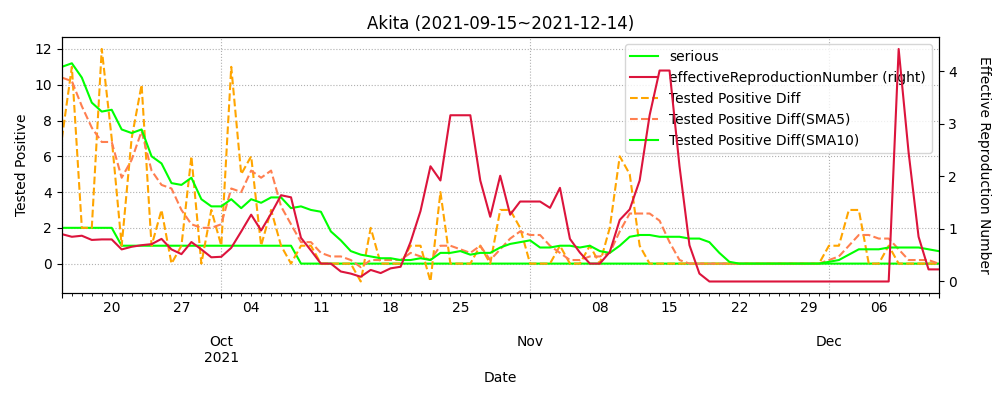 Akita (2021-09-15~2021-12-14)
12
10
8
6
4
2
0
Tested Positive
serious
effectiveReproductionNumber (right)
Tested Positive Diff
Tested Positive Diff(SMA5)
Tested Positive Diff(SMA10)
4
3
2
1
0
Effective Reproduction Number
20 27 04 11 18 25 08 15 22 29 06
Oct Nov Dec
2021
Date